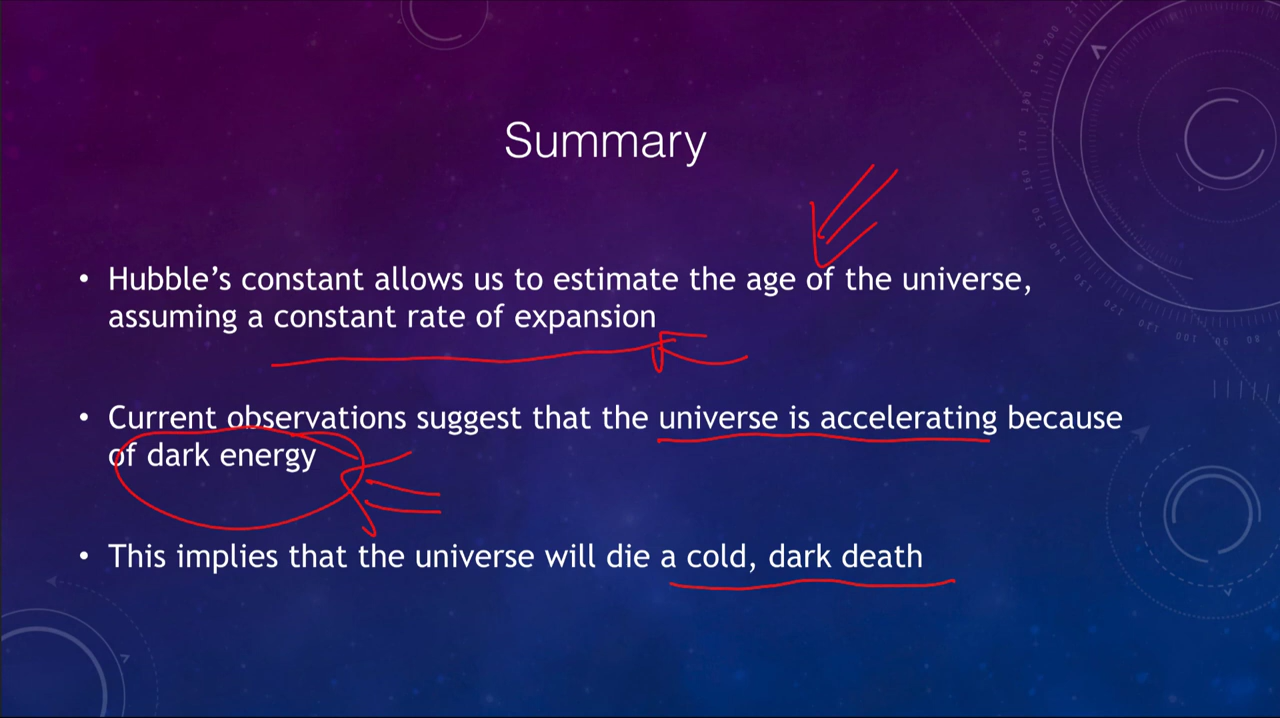 Summary
• Hubble’s constant allows us to estimate the age of the universe,
assuming a constant rate of expansion
• Current observations suggest that the universe is accelerating because
of dark energy
• This implies that the universe will die a cold, dark death